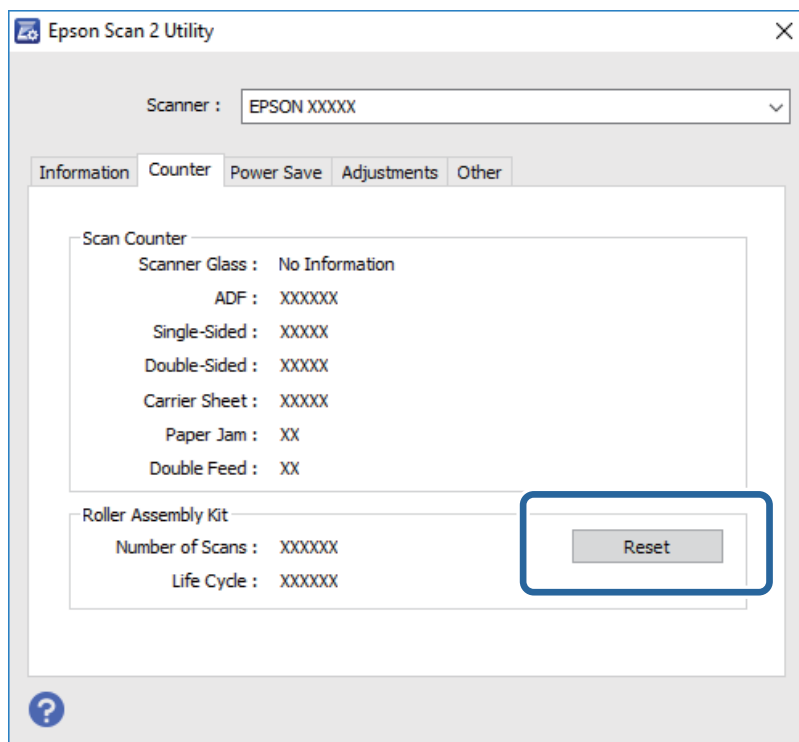 Epson Scan 2 Utility
Scanner : EPSON XXXXX
Information Counter Power Save Adjustments Other
Scan Counter
Scanner Glass : No Information
ADF : XXXXXX
Single-Sided : XXXXX
Double-Sided : XXXXX
Carrier Sheet : XXXXX
Paper Jam : XX
Double Feed : XX
Roller Assembly Kit
Number of Scans : XXXXXX Reset
Life Cycle : XXXXXX
?